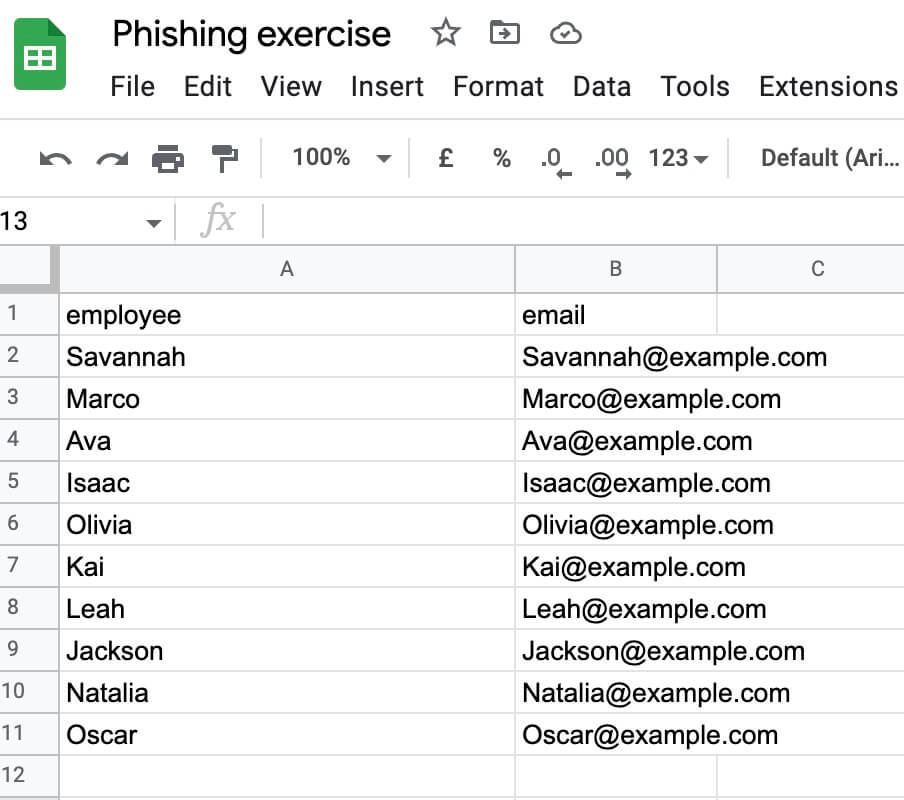 Phishing exercise
File Edit View Insert Format Data Tools Extensions
100% £ % .0 .00 123 Default (Ari...
13 fx
A B C
1 employee email
2 Savannah Savannah@example.com
3 Marco Marco@example.com
4 Ava Ava@example.com
5 Isaac Isaac@example.com
6 Olivia Olivia@example.com
7 Kai Kai@example.com
8 Leah Leah@example.com
9 Jackson Jackson@example.com
10 Natalia Natalia@example.com
11 Oscar Oscar@example.com
12